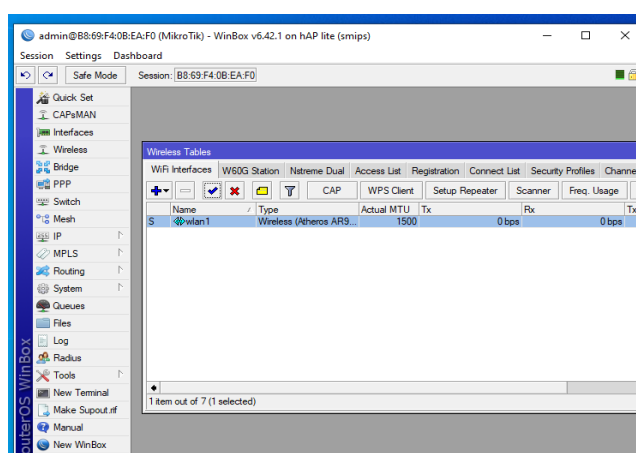 admin@B8:69:F4:0B:EA:F0 (MikroTik) - WinBox v6.42.1 on hAP lite (smips)
Session Settings Dashboard
Safe Mode Session: B8:69:F4:0B:EA:F0
Quick Set
CAPsMAN
Interfaces
Wireless
Bridge
PPP
Switch
Mesh
IP
MPLS
Routing
System
Queues
Files
Log
Radius
Tools
New Terminal
Make Supout.rif
Manual
New WinBox
outerOS WinBox
Wireless Tables
WiFi Interfaces W60G Station Nstreme Dual Access List Registration Connect List Security Profiles Channe
CAP WPS Client Setup Repeater Scanner Freq. Usage
Name Type Actual MTU Tx Rx Tx
S wlan1 Wireless (Atheros AR9... 1500 0 bps 0 bps
1 item out of 7 (1 selected)